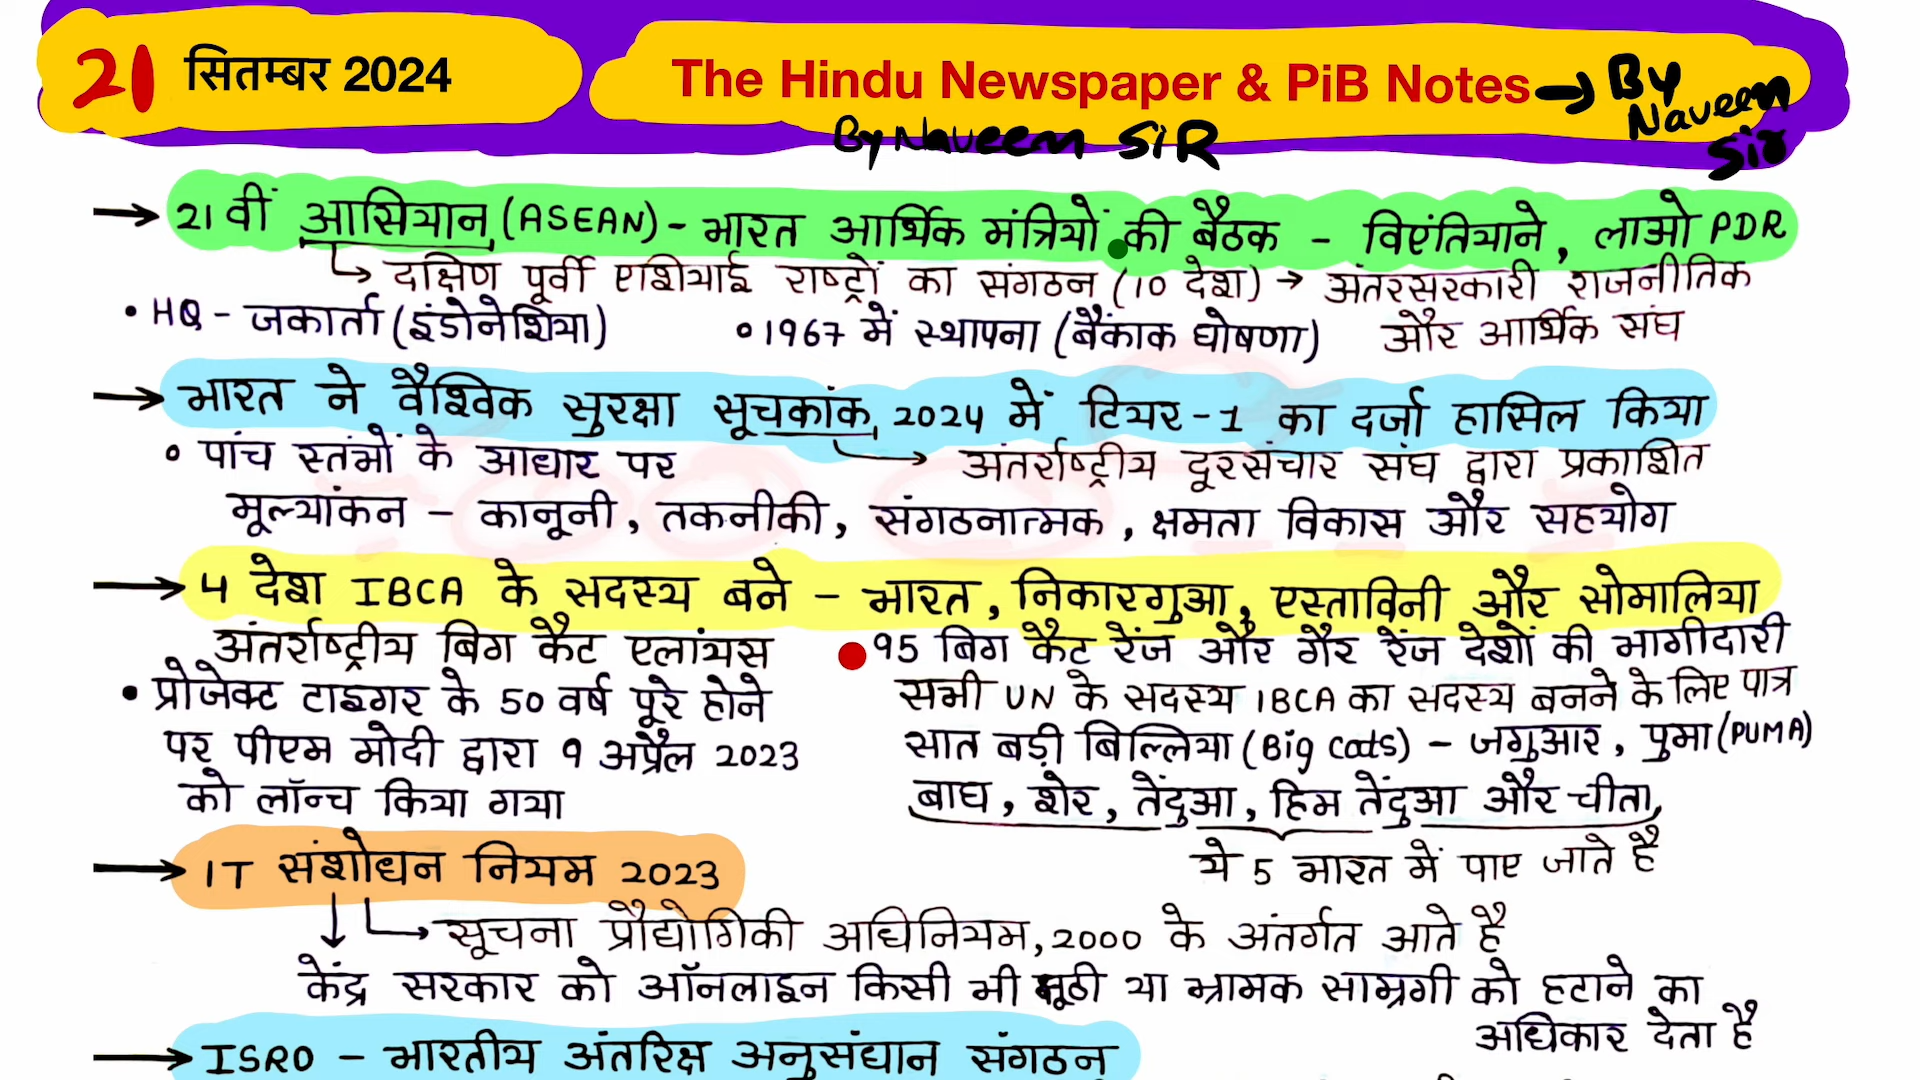 21 सितम्बर 2024
The Hindu Newspaper & PiB Notes → By Naveen Sir
By Naveen SiR
→ 21 वीं आसियान (ASEAN) - भारत आर्थिक मंत्रियों की बैठक - विएंतियाने, लाओ PDR
↳ दक्षिण पूर्वी एशियाई राष्ट्रों का संगठन (10 देश) → अंतरसरकारी राजनीतिक
• HQ - जकार्ता (इंडोनेशिया) • 1967 में स्थापना (बैंकाक घोषणा) और आर्थिक संघ
→ भारत ने वैश्विक सुरक्षा सूचकांक 2024 में टियर-1 का दर्जा हासिल किया
• पांच स्तंभों के आधार पर → अंतर्राष्ट्रीय दूरसंचार संघ द्वारा प्रकाशित
मूल्यांकन - कानूनी, तकनीकी, संगठनात्मक, क्षमता विकास और सहयोग
→ 4 देश IBCA के सदस्य बने - भारत, निकारगुआ, एस्ताविनी और सोमालिया
अंतर्राष्ट्रीय बिग कैट एलांयस
• प्रोजेक्ट टाइगर के 50 वर्ष पूरे होने
पर पीएम मोदी द्वारा 9 अप्रैल 2023
को लॉन्च किया गया
• 95 बिग कैट रेंज और गैर रेंज देशों की भागीदारी
सभी UN के सदस्य IBCA का सदस्य बनने के लिए पात्र
सात बड़ी बिल्लिया (Big cats) - जगुआर, पुमा (PUMA)
बाघ, शेर, तेंदुआ, हिम तेंदुआ और चीता,
ये 5 भारत में पाए जाते है
→ IT संशोधन नियम 2023
↳ सूचना प्रौद्योगिकी अधिनियम, 2000 के अंतर्गत आते है
केंद्र सरकार को ऑनलाइन किसी भी झूठी या भ्रामक साम्रगी को हटाने का
अधिकार देता है
→ ISRO - भारतीय अंतरिक्ष अनुसंधान संगठन